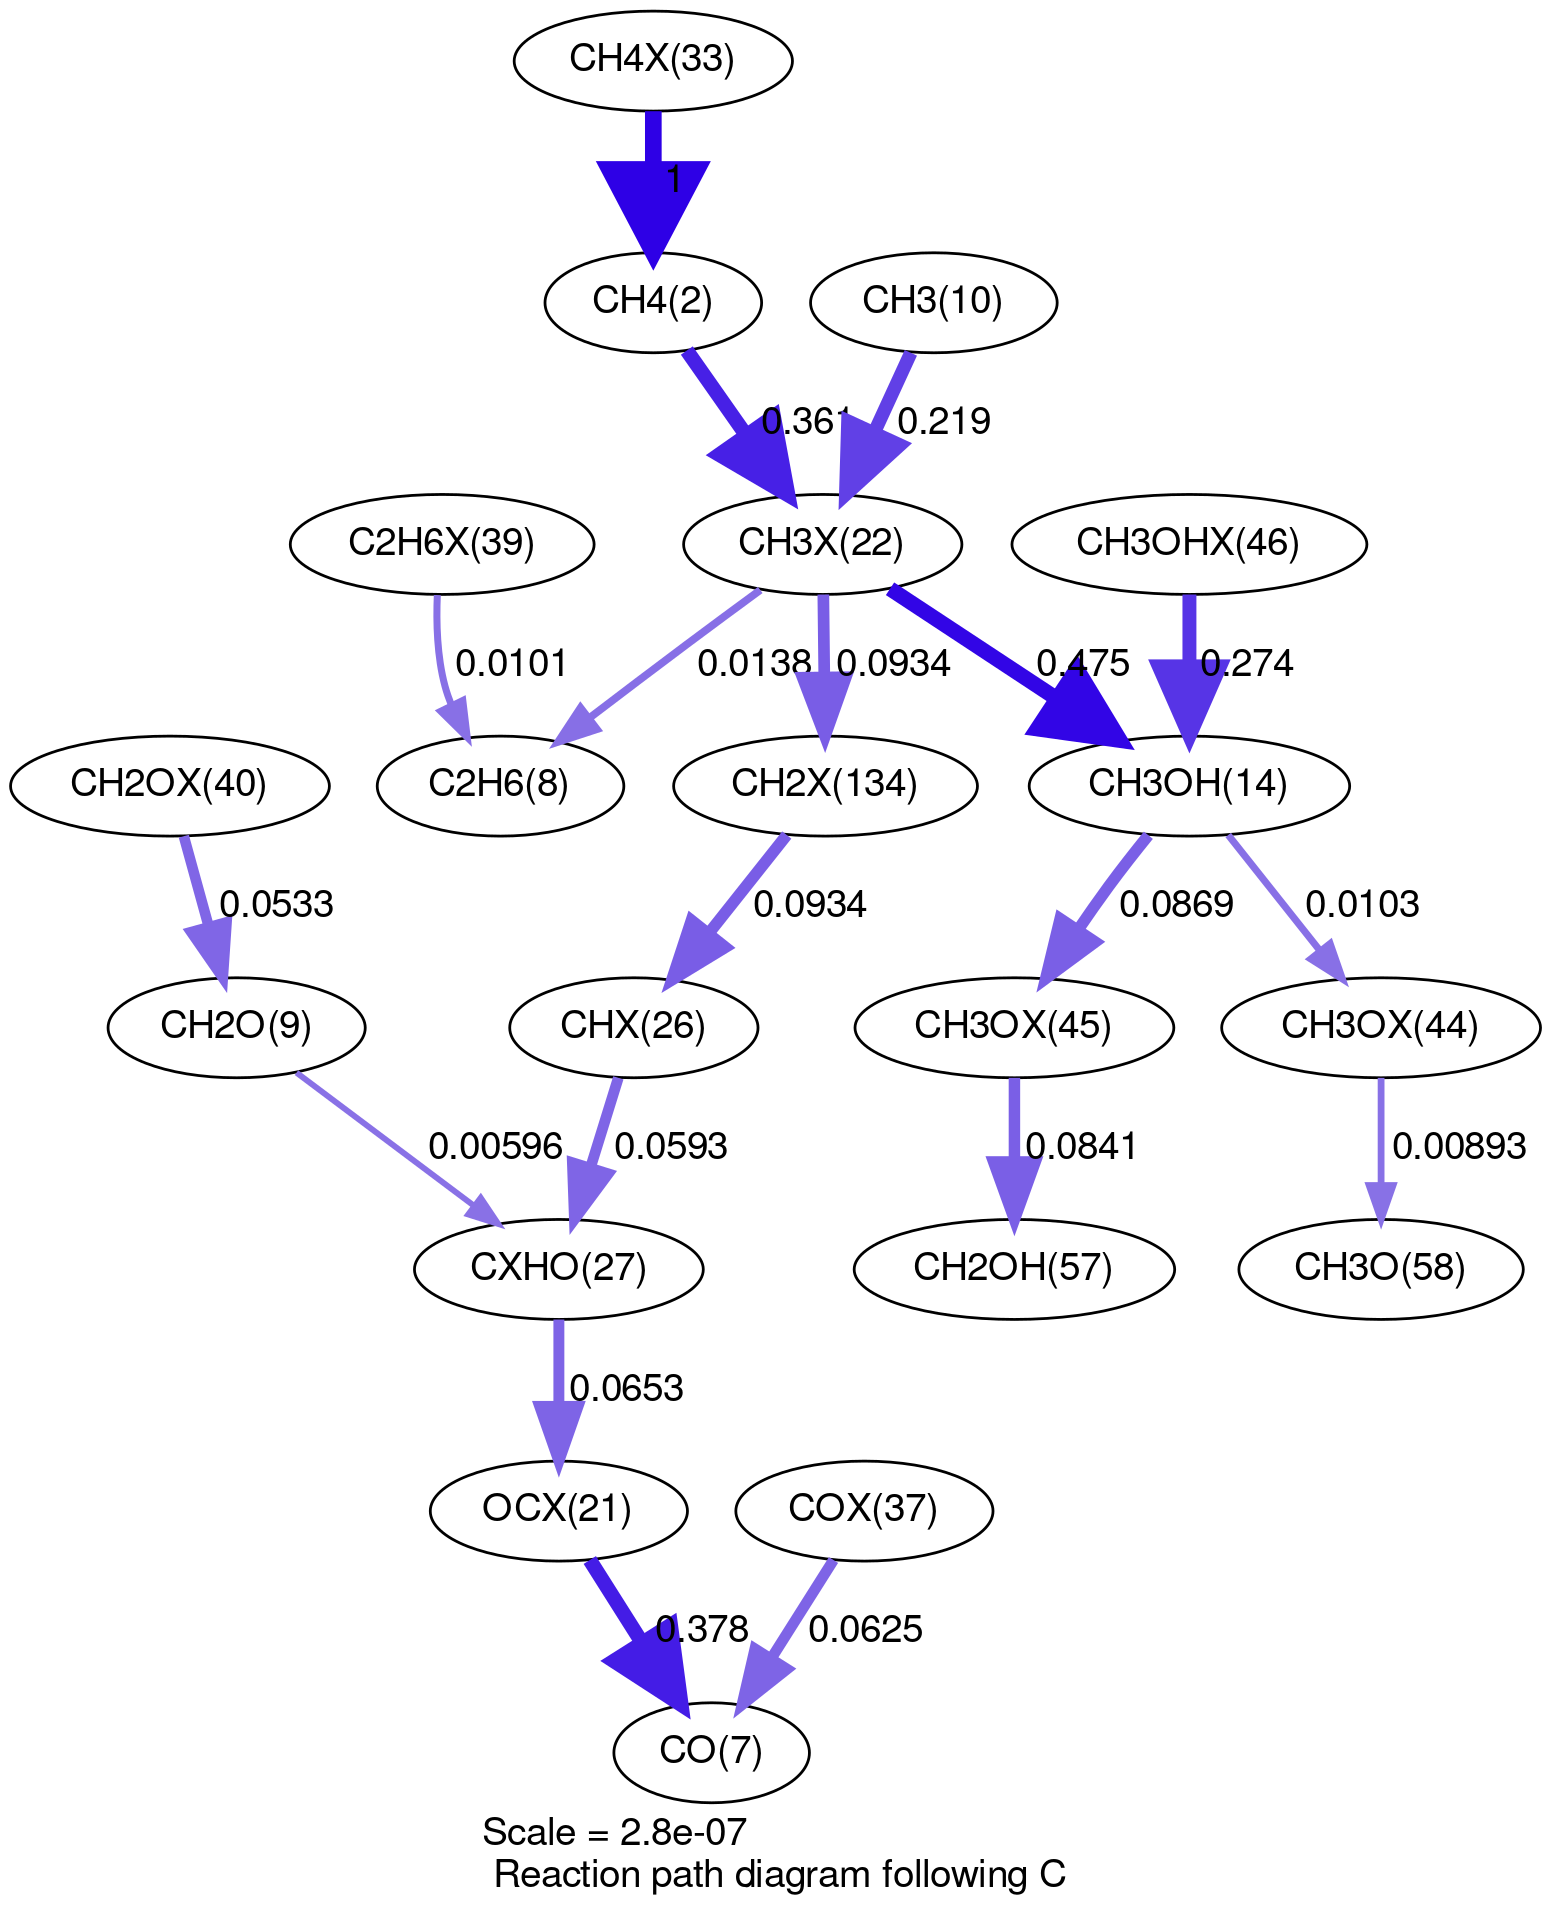 CH4X(33)
1
CH4(2)
CH3(10)
0.361
0.219
C2H6X(39)
CH3X(22)
CH3OHX(46)
0.0101
0.0138
0.0934
0.475
0.274
CH2OX(40)
C2H6(8)
CH2X(134)
CH3OH(14)
0.0533
0.0934
0.0869
0.0103
CH2O(9)
CHX(26)
CH3OX(45)
CH3OX(44)
0.00596
0.0593
0.0841
0.00893
CXHO(27)
CH2OH(57)
CH3O(58)
0.0653
OCX(21)
COX(37)
0.378
0.0625
CO(7)
Scale = 2.8e-07
Reaction path diagram following C